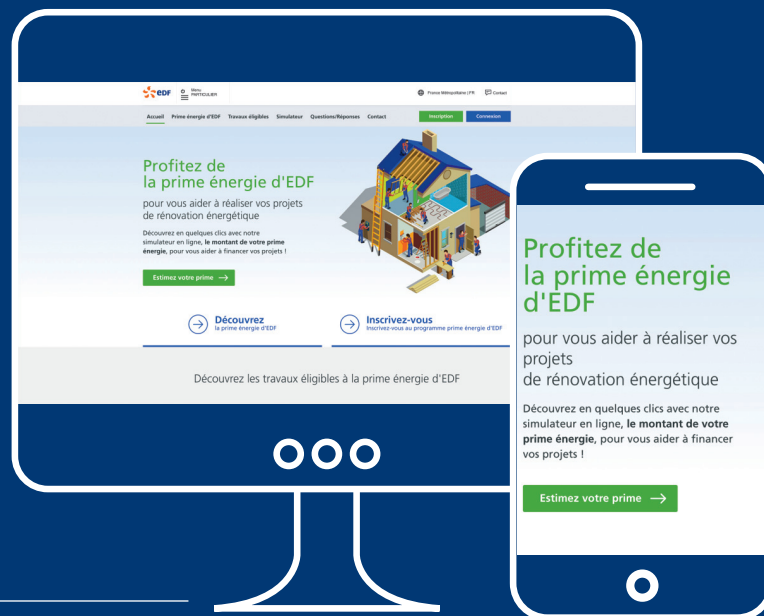 edf
Menu
PARTICULIER
France Métropolitaine | FR
Contact
Accueil Prime énergie d'EDF Travaux éligibles Simulateur Questions/Réponses Contact
Inscription
Connexion
Profitez de
la prime énergie d'EDF
pour vous aider à réaliser vos projets
de rénovation énergétique
Découvrez en quelques clics avec notre
simulateur en ligne, le montant de votre prime
énergie, pour vous aider à financer vos projets !
Estimez votre prime →
Découvrez
la prime énergie d'EDF
Inscrivez-vous
Inscrivez-vous au programme prime énergie d'EDF
Découvrez les travaux éligibles à la prime énergie d'EDF
Profitez de
la prime énergie
d'EDF
pour vous aider à réaliser vos
projets
de rénovation énergétique
Découvrez en quelques clics avec notre
simulateur en ligne, le montant de votre
prime énergie, pour vous aider à financer
vos projets !
Estimez votre prime →